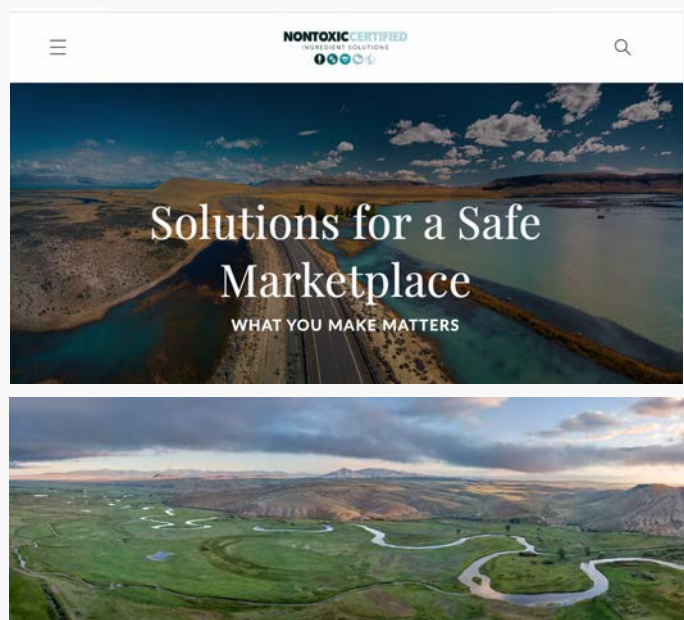 NONTOXICCERTIFIED
INGREDIENT SOLUTIONS
Solutions for a Safe
Marketplace
WHAT YOU MAKE MATTERS